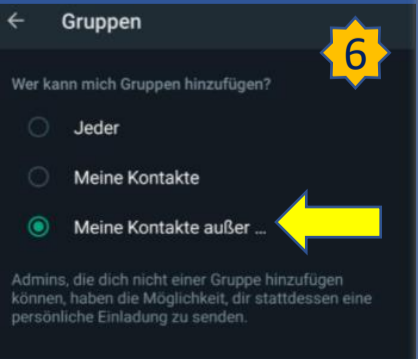 Gruppen
6
Wer kann mich Gruppen hinzufügen?
Jeder
Meine Kontakte
Meine Kontakte außer ...
Admins, die dich nicht einer Gruppe hinzufügen
können, haben die Möglichkeit, dir stattdessen eine
persönliche Einladung zu senden.